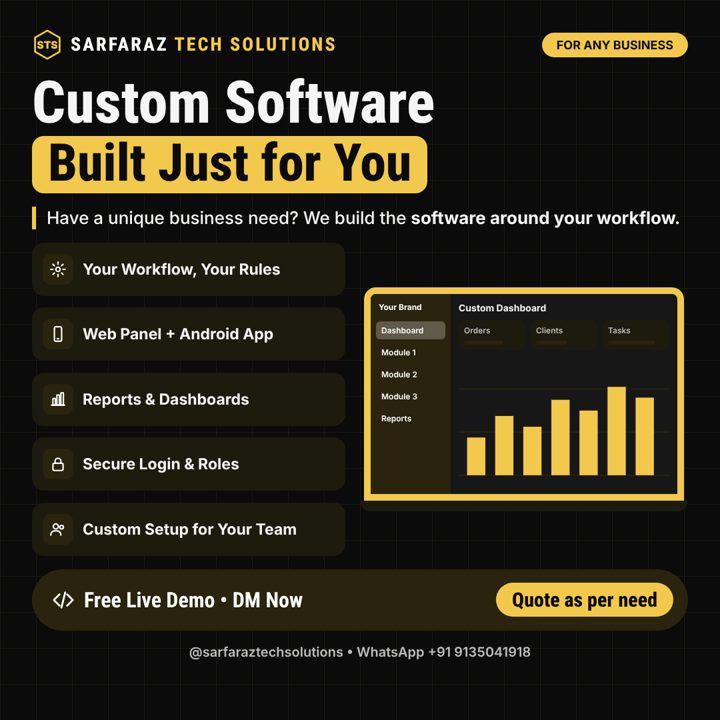 STS SARFARAZ TECH SOLUTIONS
FOR ANY BUSINESS
Custom Software
Built Just for You
Have a unique business need? We build the software around your workflow.
Your Workflow, Your Rules
Web Panel + Android App
Reports & Dashboards
Secure Login & Roles
Custom Setup for Your Team
Your Brand
Dashboard
Module 1
Module 2
Module 3
Reports
Custom Dashboard
Orders Clients Tasks
</> Free Live Demo • DM Now
Quote as per need
@sarfaraztechsolutions • WhatsApp +91 9135041918